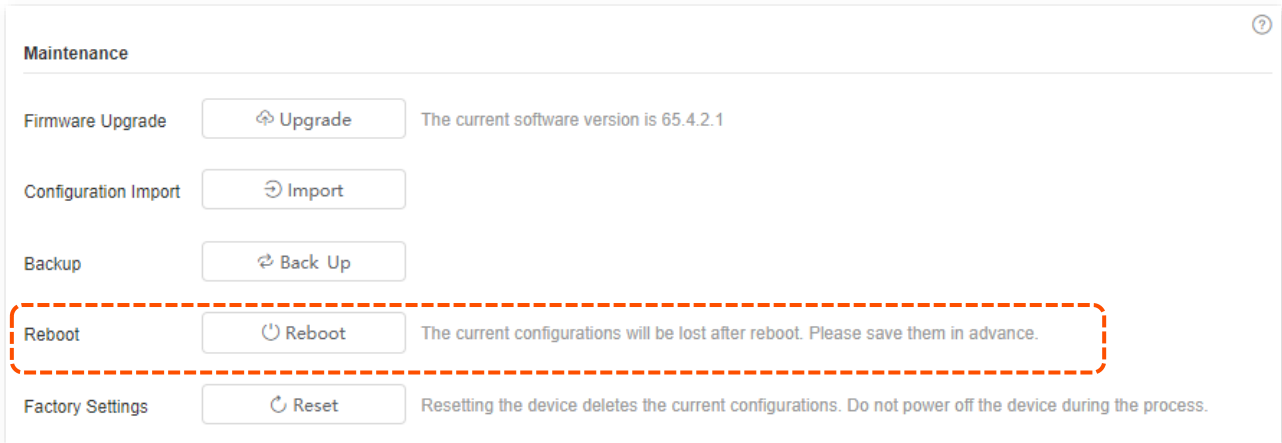 ?
Maintenance
Firmware Upgrade Upgrade The current software version is 65.4.2.1
Configuration Import Import
Backup Back Up
Reboot Reboot The current configurations will be lost after reboot. Please save them in advance.
Factory Settings Reset Resetting the device deletes the current configurations. Do not power off the device during the process.